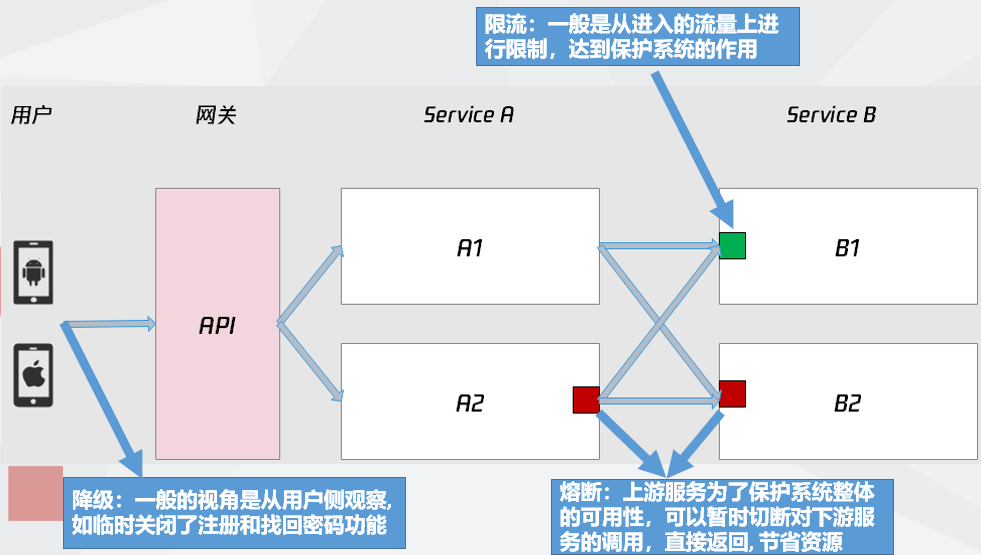 限流：一般是从进入的流量上进
行限制，达到保护系统的作用
用户
网关
Service A
Service B
A1
B1
API
A2
B2
降级：一般的视角是从用户侧观察,
如临时关闭了注册和找回密码功能
熔断：上游服务为了保护系统整体
的可用性，可以暂时切断对下游服
务的调用，直接返回, 节省资源